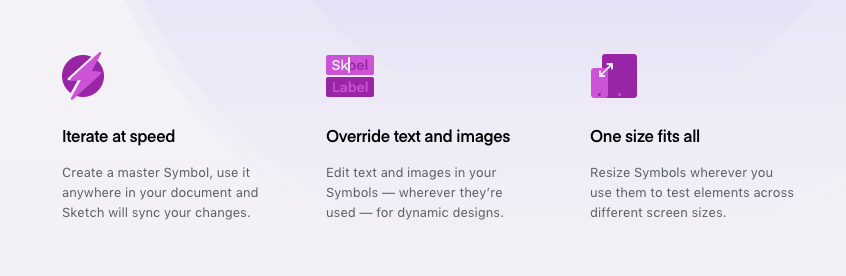 Skbel
Label
Iterate at speed
Override text and images
One size fits all
Create a master Symbol, use it
anywhere in your document and
Sketch will sync your changes.
Edit text and images in your
Symbols — wherever they’re
used — for dynamic designs.
Resize Symbols wherever you
use them to test elements across
different screen sizes.